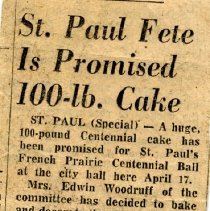 St. Paul Fete
Is Promised
100-lb. Cake
ST. PAUL (Special) — A huge,
100-pound Centennial cake has
been promised for St. Paul's
French Prairie Centennial Ball
at the city hall here April 17.
Mrs. Edwin Woodruff of the
committee has decided to bake
and